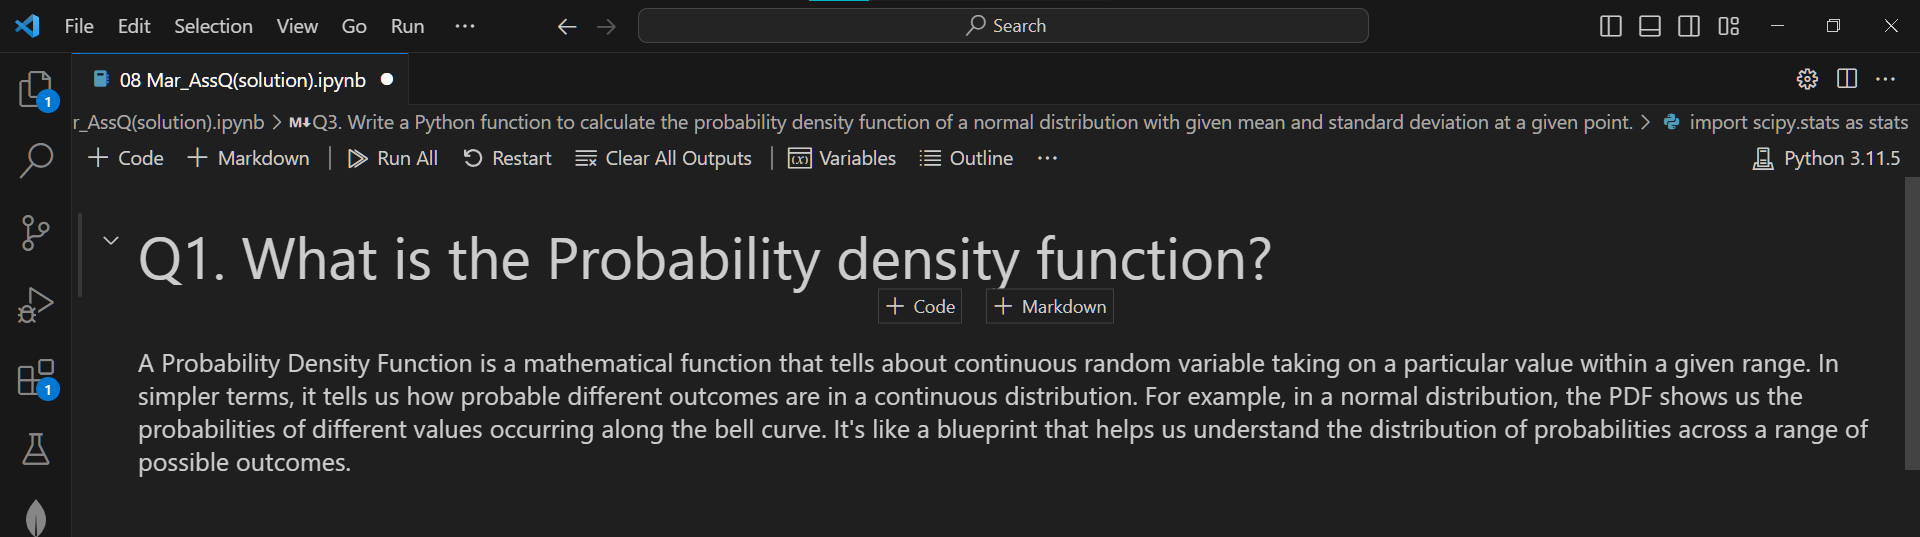 File Edit Selection View Go Run ··· Search
08 Mar_AssQ(solution).ipynb
1
r_AssQ(solution).ipynb > M↓Q3. Write a Python function to calculate the probability density function of a normal distribution with given mean and standard deviation at a given point. > import scipy.stats as stats
+ Code + Markdown | Run All Restart Clear All Outputs | (x) Variables Outline ··· Python 3.11.5
Q1. What is the Probability density function?
+ Code + Markdown
A Probability Density Function is a mathematical function that tells about continuous random variable taking on a particular value within a given range. In
simpler terms, it tells us how probable different outcomes are in a continuous distribution. For example, in a normal distribution, the PDF shows us the
1
probabilities of different values occurring along the bell curve. It's like a blueprint that helps us understand the distribution of probabilities across a range of
possible outcomes.